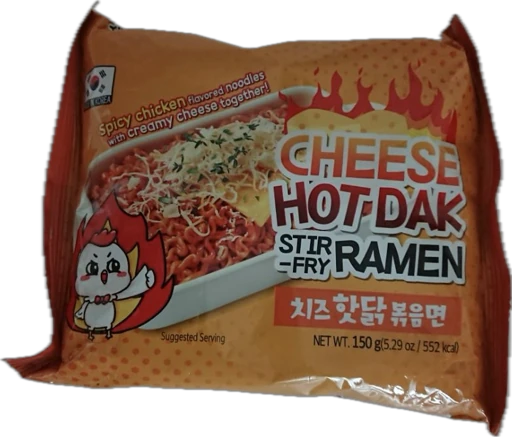 Spicy chicken flavored noodles
with creamy cheese together!
CHEESE
HOT DAK
STIR
-FRY RAMEN
치즈 핫닭 볶음면
Suggested Serving
NET WT. 150 g(5.29 oz / 552 kcal)